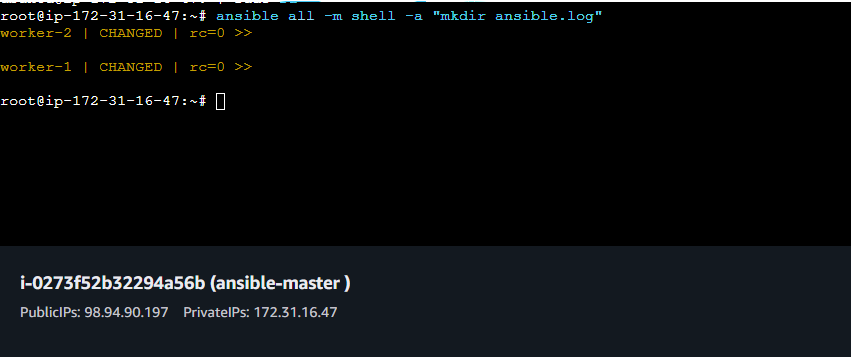 root@ip-172-31-16-47:~# ansible all -m shell -a "mkdir ansible.log"
worker-2 | CHANGED | rc=0 >>
worker-1 | CHANGED | rc=0 >>
root@ip-172-31-16-47:~#
i-0273f52b32294a56b (ansible-master )
PublicIPs: 98.94.90.197 PrivateIPs: 172.31.16.47